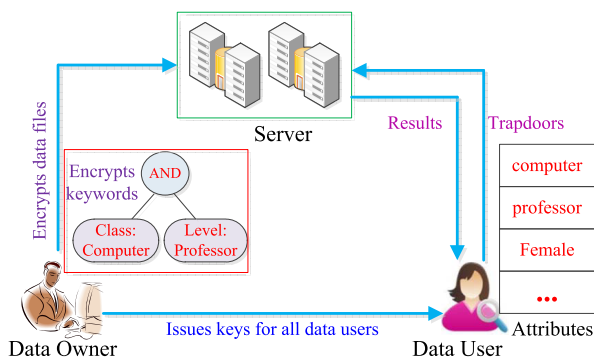 Server
Encrypts data files
Encrypts
keywords
AND
Class:
Computer
Level:
Professor
Results
Trapdoors
computer
professor
Female
...
Attributes
Issues keys for all data users
Data Owner
Data User